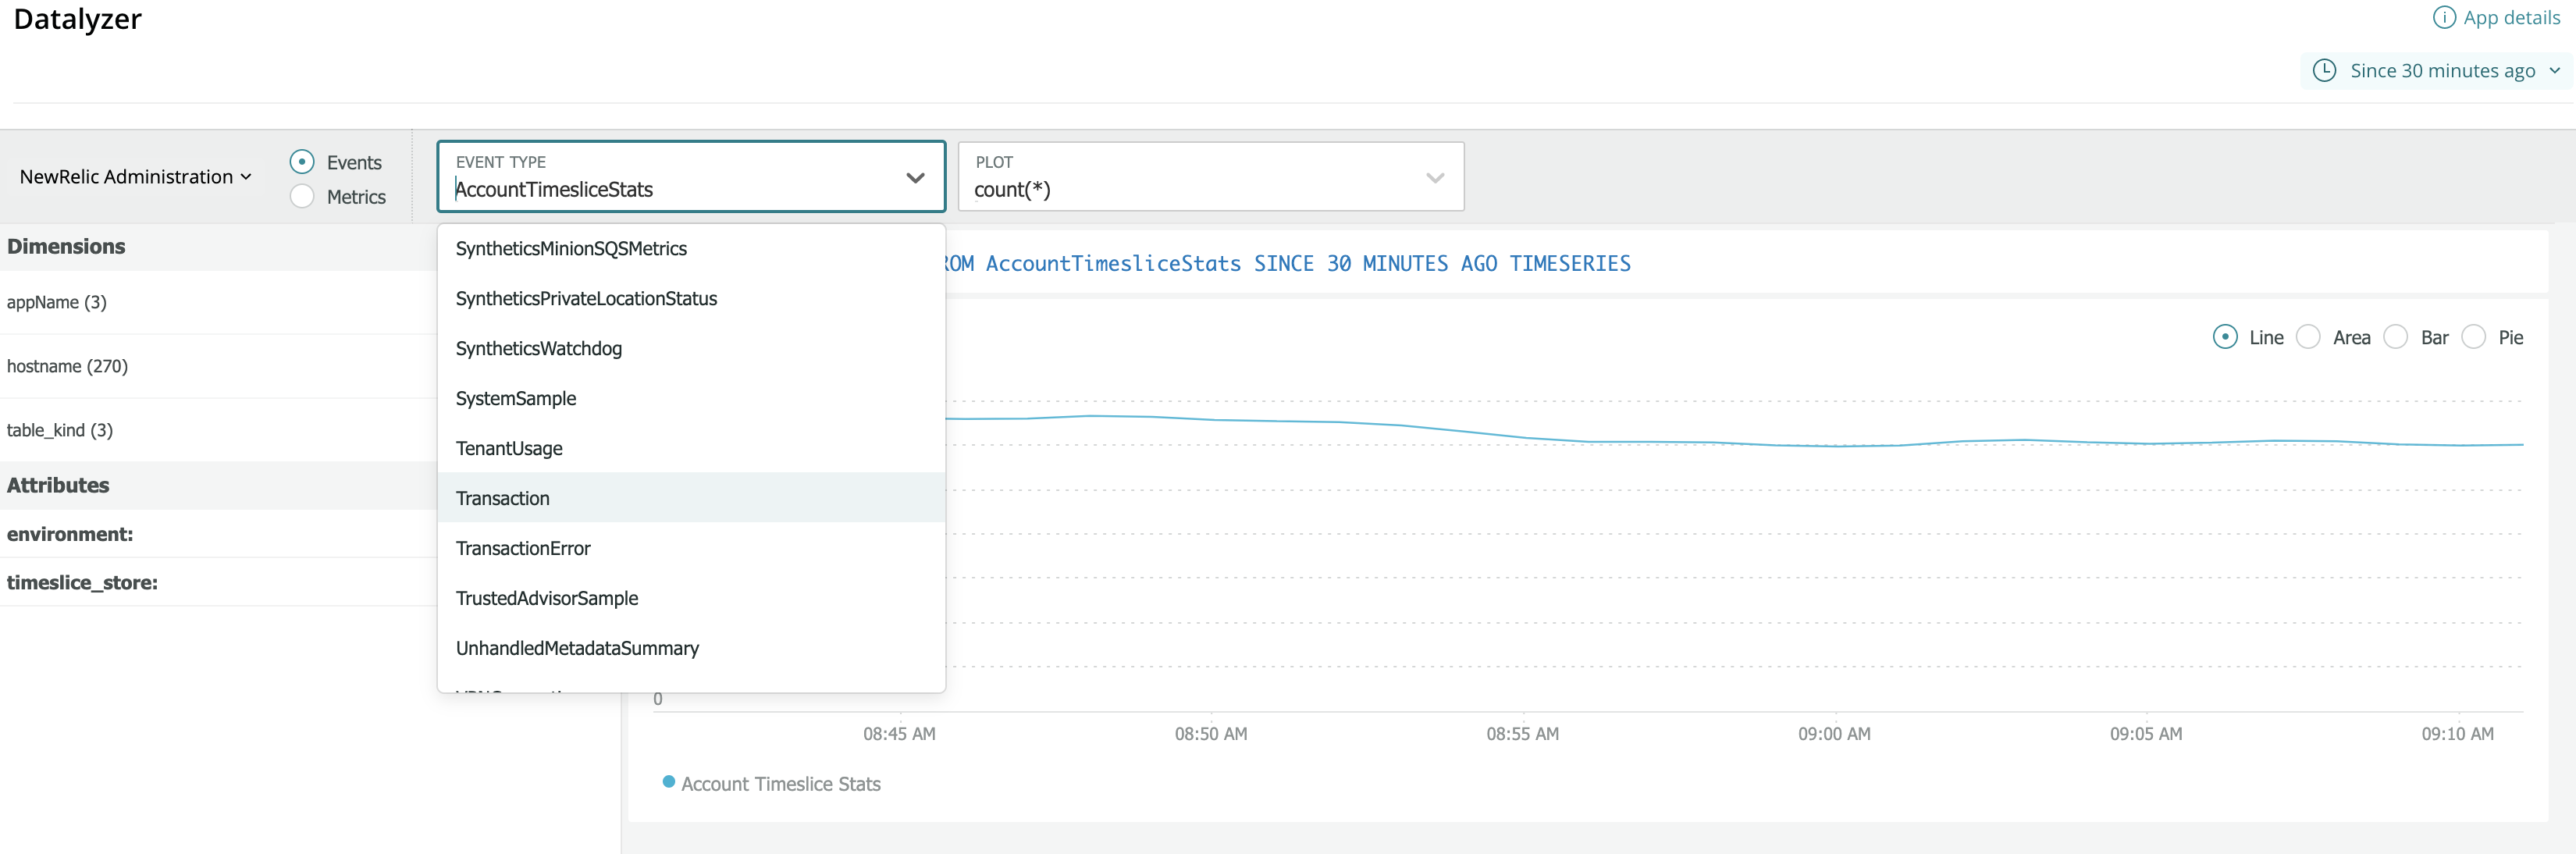 Datalyzer
App details
Since 30 minutes ago
NewRelic Administration
Events
Metrics
EVENT TYPE
AccountTimesliceStats
PLOT
count(*)
Dimensions
appName (3)
hostname (270)
table_kind (3)
Attributes
environment:
timeslice_store:
SyntheticsMinionSQSMetrics
SyntheticsPrivateLocationStatus
SyntheticsWatchdog
SystemSample
TenantUsage
Transaction
TransactionError
TrustedAdvisorSample
UnhandledMetadataSummary
AccountTimesliceStats SINCE 30 MINUTES AGO TIMESERIES
Line
Area
Bar
Pie
0
08:45 AM
08:50 AM
08:55 AM
09:00 AM
09:05 AM
09:10 AM
Account Timeslice Stats